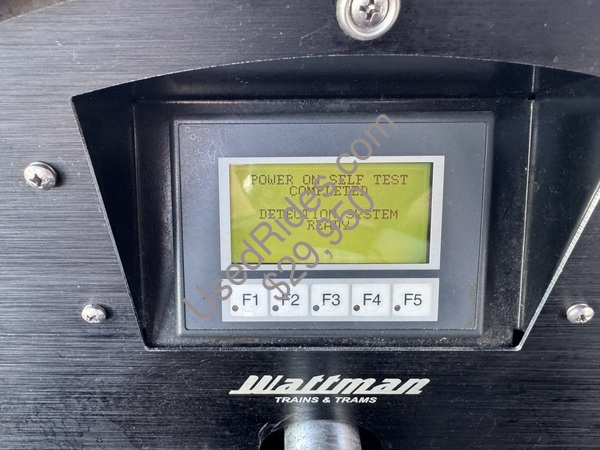 POWER ON SELF TEST
COMPLETED
DETECTION SYSTEM
READY
F1 F2 F3 F4 F5
Wattman
TRAINS & TRAMS
UsedRides.com
$29,950